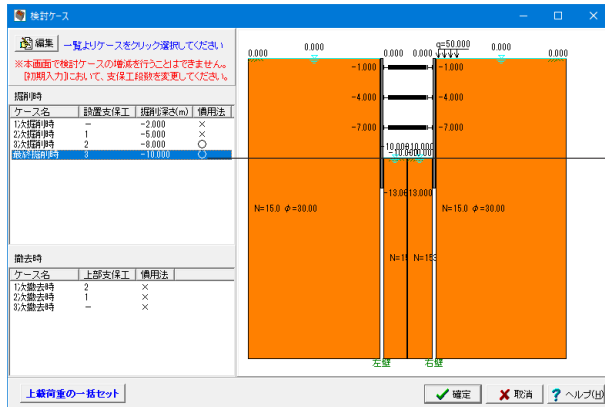 検討ケース
編集
一覧よりケースをクリック選択してください
※本画面で検討ケースの増減を行うことはできません。
【初期入力】において、支保工段数を変更してください。
掘削時
ケース名 設置支保工 掘削深さ(m) 慣用法
1次掘削時 － -2.000 ×
2次掘削時 1 -5.000 ×
3次掘削時 2 -8.000 ○
最終掘削時 3 -10.000 ○
撤去時
ケース名 上部支保工 慣用法
1次撤去時 2 ×
2次撤去時 1 ×
3次撤去時 － ×
q=50.000
0.000 0.000 0.000 0.000 0.000 0.000
-1.000 -1.000
-4.000 -4.000
-7.000 -7.000
-13.0 13.000
N=15.0 φ=30.00 N=15.0 φ=30.00
N=15 N=15
左壁 右壁
上載荷重の一括セット
確定
取消
ヘルプ(H)